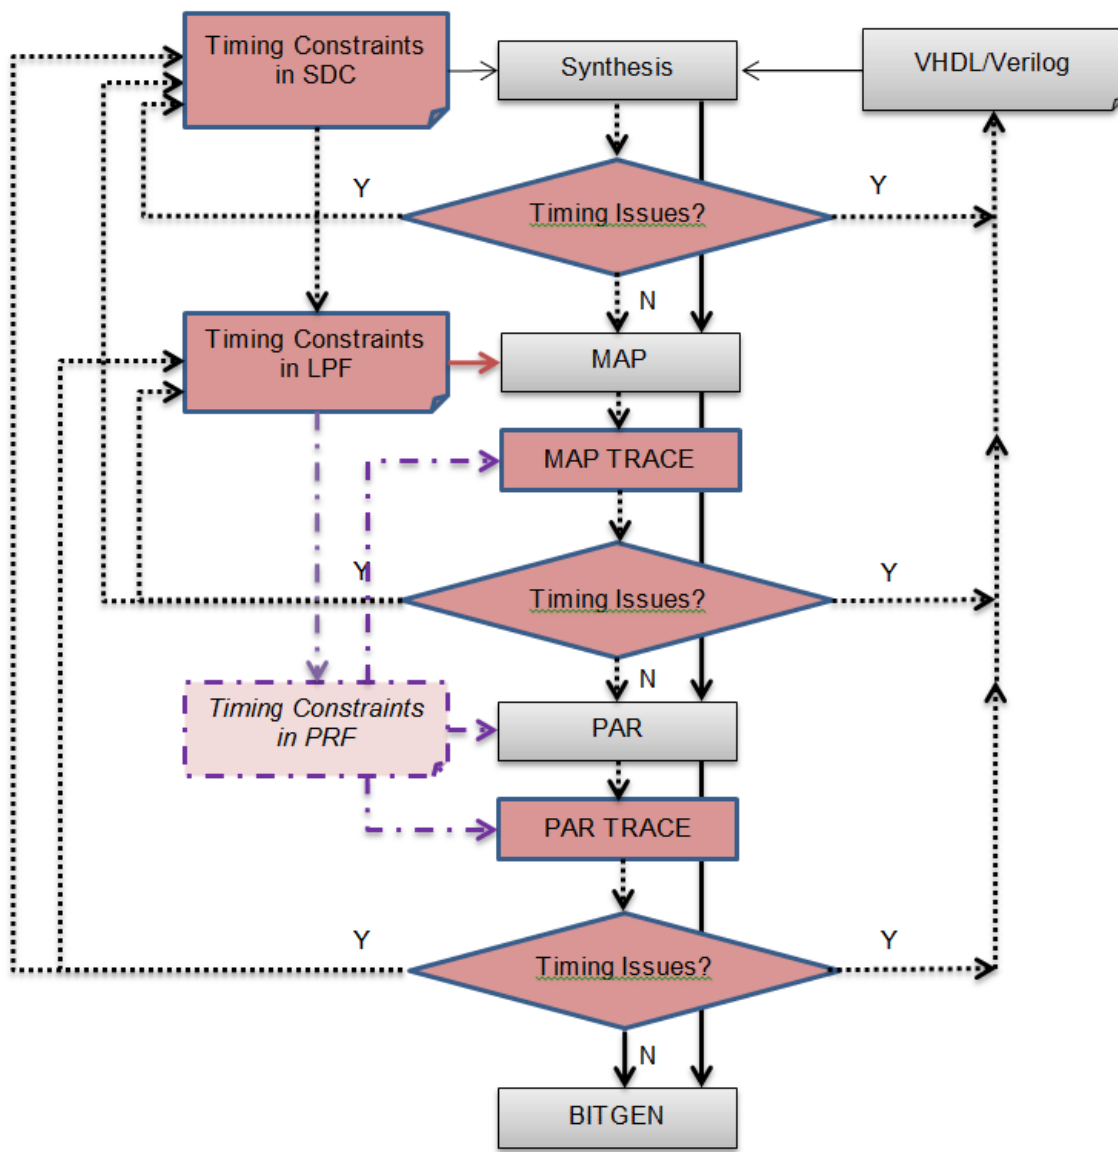 Timing Constraints
in SDC
Synthesis
VHDL/Verilog
Y
Y
Timing Issues?
N
Timing Constraints
in LPF
MAP
MAP TRACE
Y
Y
Timing Issues?
N
Timing Constraints
in PRF
PAR
PAR TRACE
Y
Y
Timing Issues?
N
BITGEN